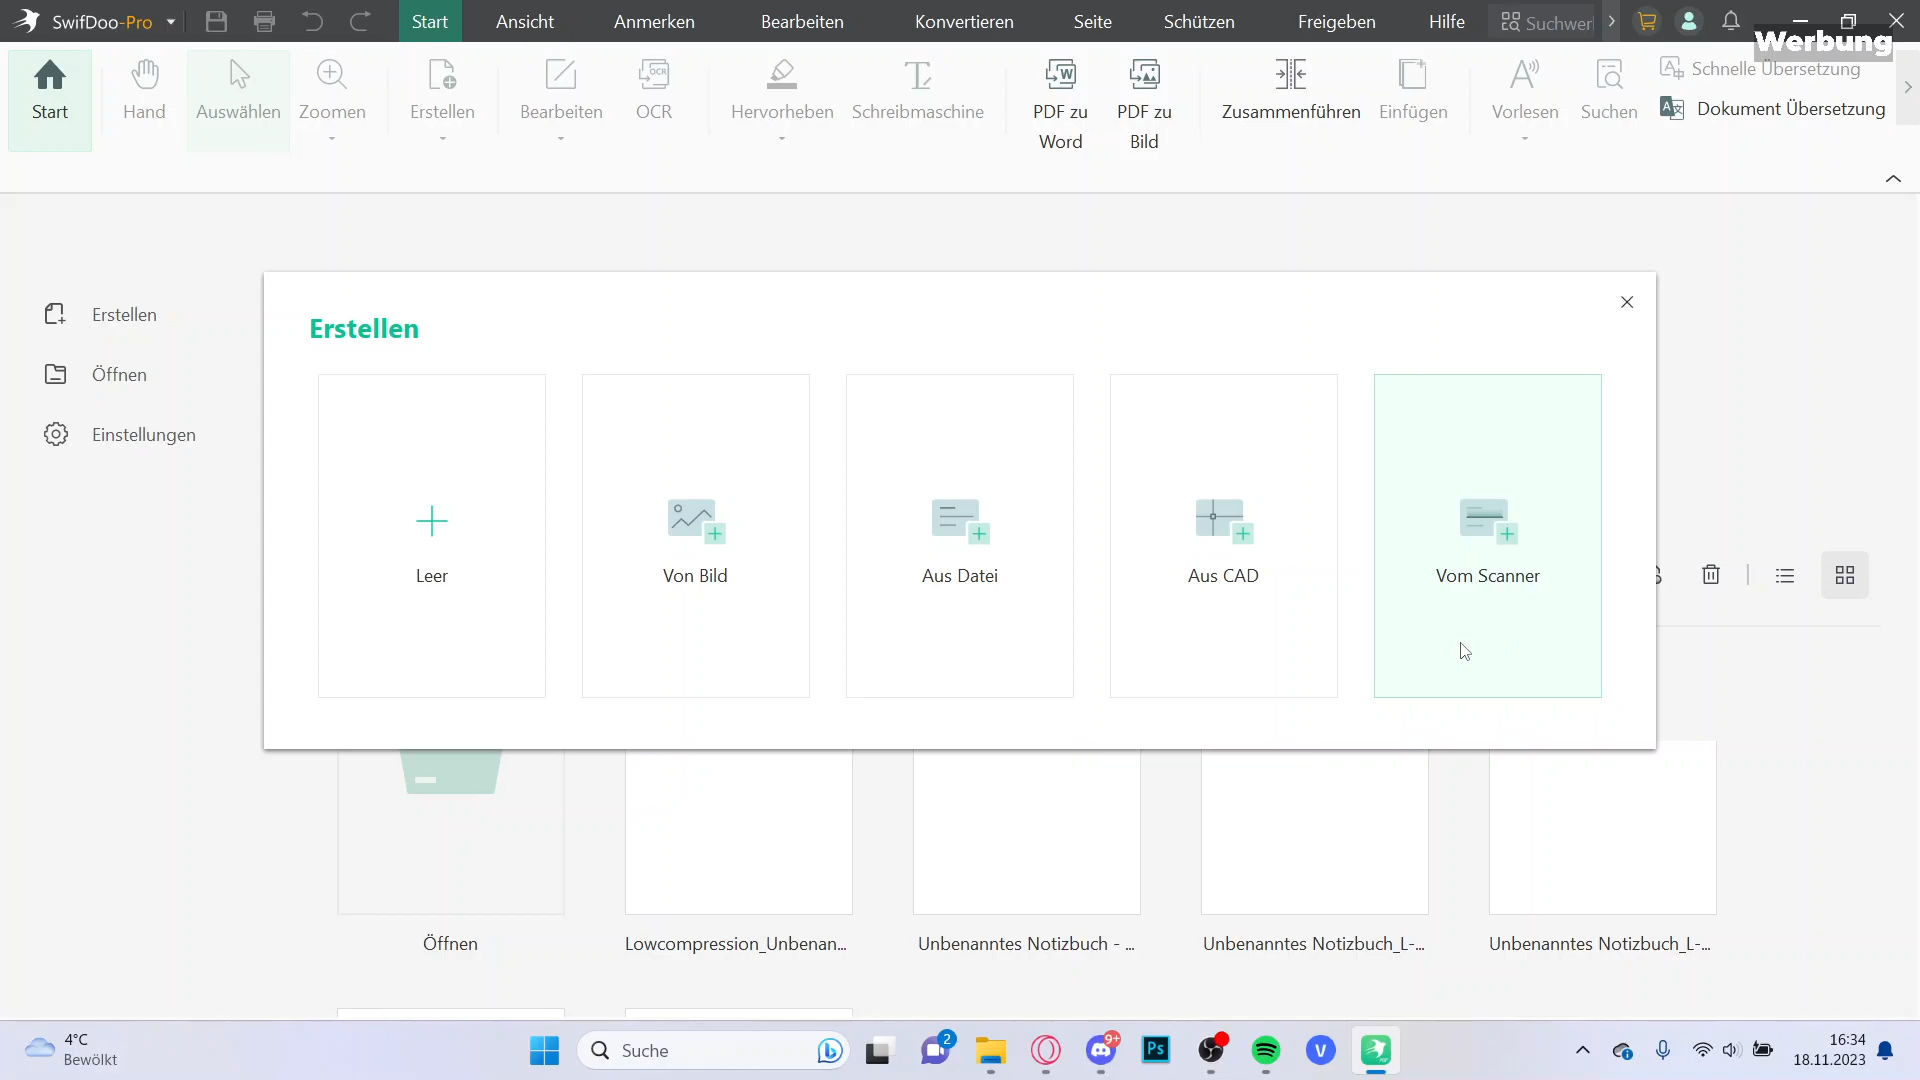 SwifDoo-Pro
Start
Ansicht
Anmerken
Bearbeiten
Konvertieren
Seite
Schützen
Freigeben
Hilfe
Suchwer
Werbung
Start
Hand
Auswählen
Zoomen
Erstellen
Bearbeiten
OCR
Hervorheben
Schreibmaschine
PDF zu
Word
PDF zu
Bild
Zusammenführen
Einfügen
Vorlesen
Suchen
Schnelle Übersetzung
Dokument Übersetzung
Erstellen
Öffnen
Einstellungen
Erstellen
Leer
Von Bild
Aus Datei
Aus CAD
Vom Scanner
Öffnen
Lowcompression_Unbenan...
Unbenanntes Notizbuch - ...
Unbenanntes Notizbuch_L-...
Unbenanntes Notizbuch_L-...
4°C
Bewölkt
Suche
2
9+
Ps
V
16:34
18.11.2023